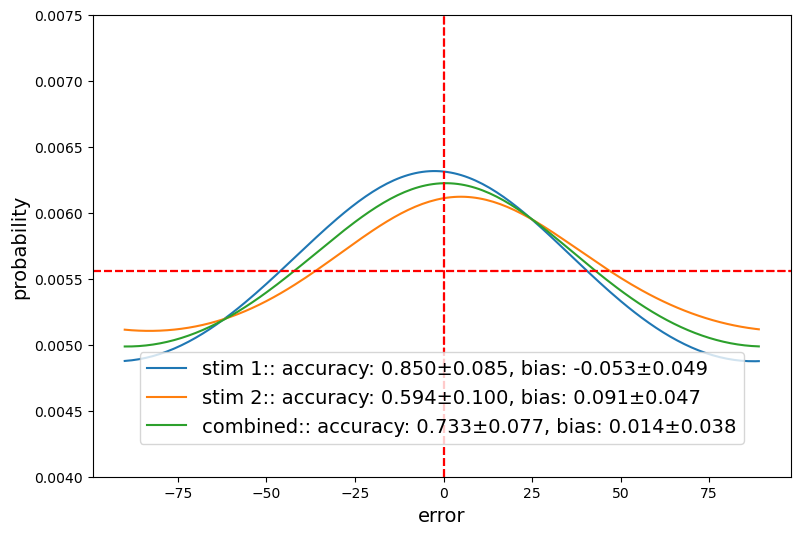 0.0075
0.0070
0.0065
0.0060
0.0055
0.0050
0.0045
0.0040
probability
stim 1:: accuracy: 0.850±0.085, bias: -0.053±0.049
stim 2:: accuracy: 0.594±0.100, bias: 0.091±0.047
combined:: accuracy: 0.733±0.077, bias: 0.014±0.038
−75 −50 −25 0 25 50 75
error